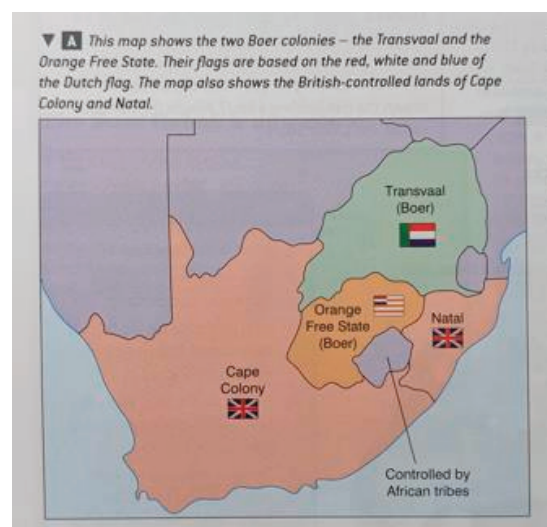 ▼ A This map shows the two Boer colonies – the Transvaal and the
Orange Free State. Their flags are based on the red, white and blue of
the Dutch flag. The map also shows the British-controlled lands of Cape
Colony and Natal.
Transvaal
(Boer)
Orange
Free State
(Boer)
Natal
Cape
Colony
Controlled by
African tribes